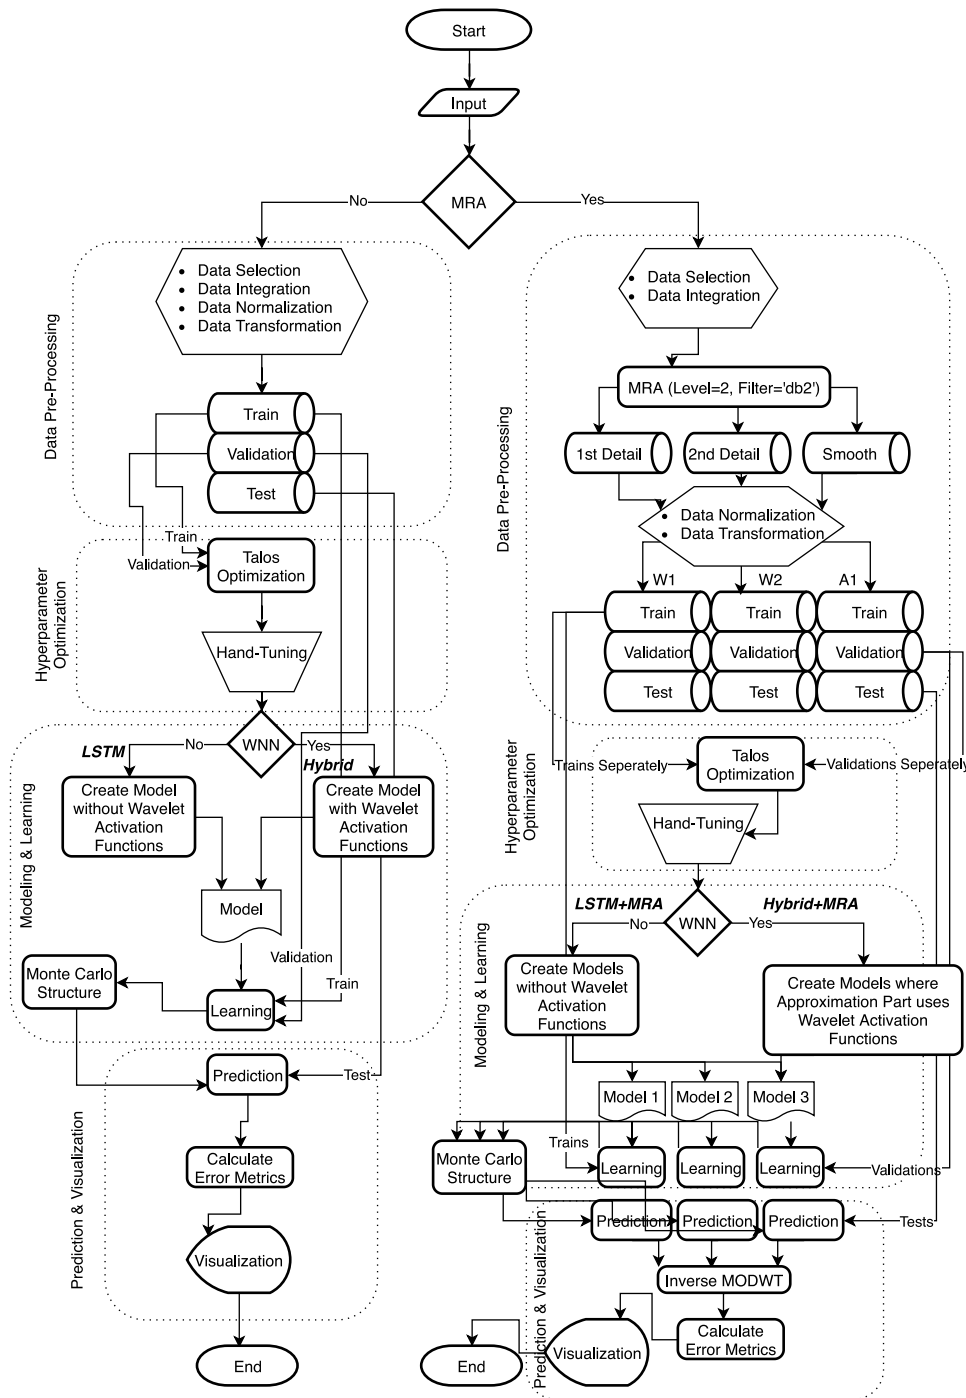 Start
Input
MRA
No
Yes
Data Pre-Processing
• Data Selection
• Data Integration
• Data Normalization
• Data Transformation
Train
Validation
Test
Train
Validation
Hyperparameter
Optimization
Talos
Optimization
Hand-Tuning
WNN
No
Yes
LSTM
Hybrid
Modeling & Learning
Create Model
without Wavelet
Activation
Functions
Create Model
with Wavelet
Activation
Functions
Model
Validation
Train
Monte Carlo
Structure
Learning
Prediction & Visualization
Prediction
Test
Calculate
Error Metrics
Visualization
End
Data Pre-Processing
• Data Selection
• Data Integration
MRA (Level=2, Filter='db2')
1st Detail
2nd Detail
Smooth
• Data Normalization
• Data Transformation
W1
W2
A1
Train
Train
Train
Validation
Validation
Validation
Test
Test
Test
Hyperparameter
Optimization
Trains Seperately
Talos
Optimization
Validations Seperately
Hand-Tuning
Modeling & Learning
LSTM+MRA
Hybrid+MRA
No
WNN
Yes
Create Models
without Wavelet
Activation
Functions
Create Models where
Approximation Part uses
Wavelet Activation
Functions
Model 1
Model 2
Model 3
Trains
Monte Carlo
Structure
Learning
Learning
Learning
Validations
Prediction & Visualization
Prediction
Prediction
Prediction
Tests
Inverse MODWT
Calculate
Error Metrics
Visualization
End